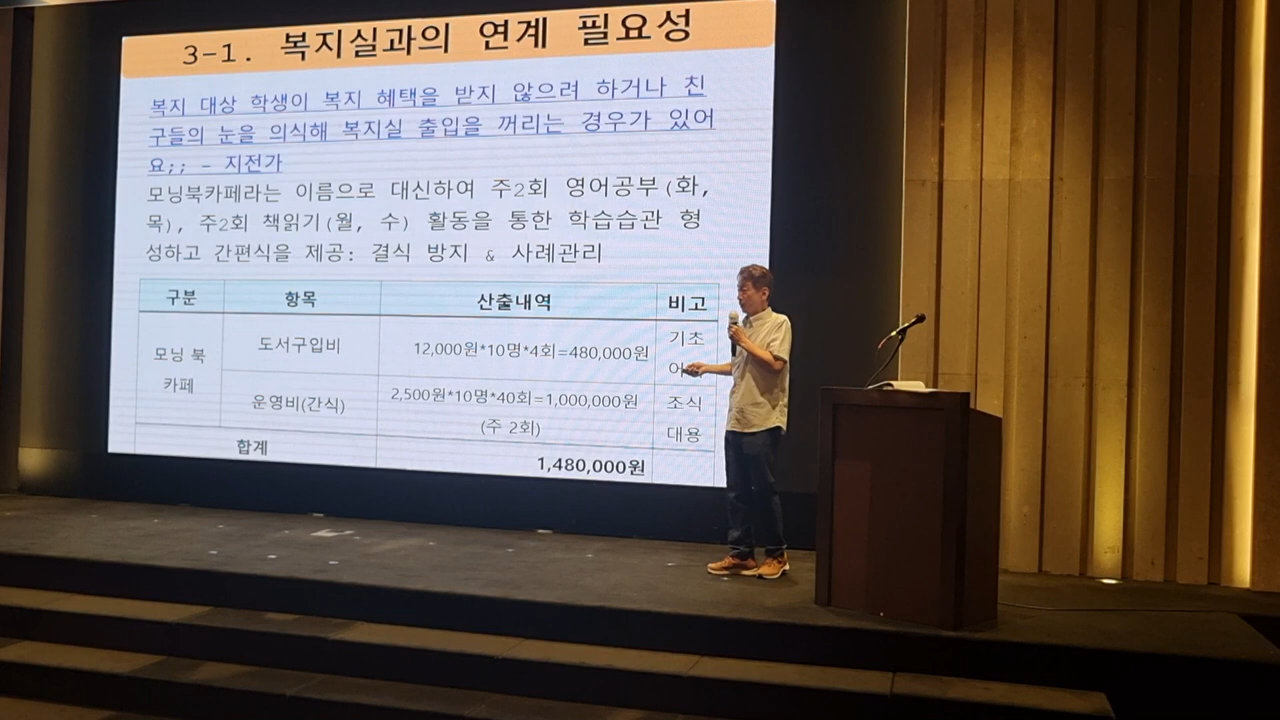 3-1. 복지실과의 연계 필요성
복지 대상 학생이 복지 혜택을 받지 않으려 하거나 친
구들의 눈을 의식해 복지실 출입을 꺼리는 경우가 있어
요;; - 지전가
모닝북카페라는 이름으로 대신하여 주2회 영어공부(화,
목), 주2회 책읽기(월, 수) 활동을 통한 학습습관 형
성하고 간편식을 제공: 결식 방지 & 사례관리
구분 항목 산출내역 비고
모닝 북
카페
도서구입비
12,000원*10명*4회=480,000원
기초
운영비(간식)
2,500원*10명*40회=1,000,000원
(주 2회)
조식
대용
합계
1,480,000원